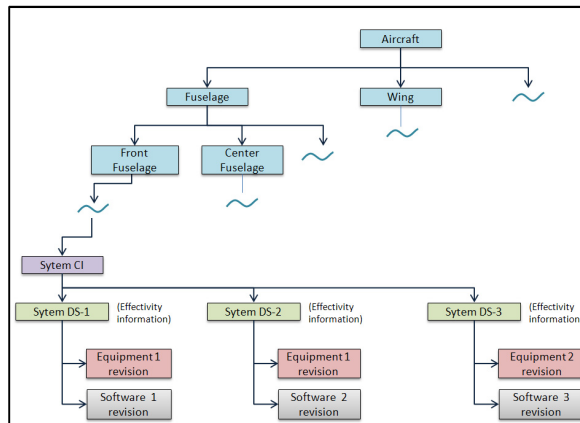 Aircraft
Fuselage
Wing
Front
Fuselage
Center
Fuselage
Sytem CI
Sytem DS-1
(Effectivity
information)
Sytem DS-2
(Effectivity
information)
Sytem DS-3
(Effectivity
information)
Equipment 1
revision
Equipment 1
revision
Equipment 2
revision
Software 1
revision
Software 2
revision
Software 3
revision